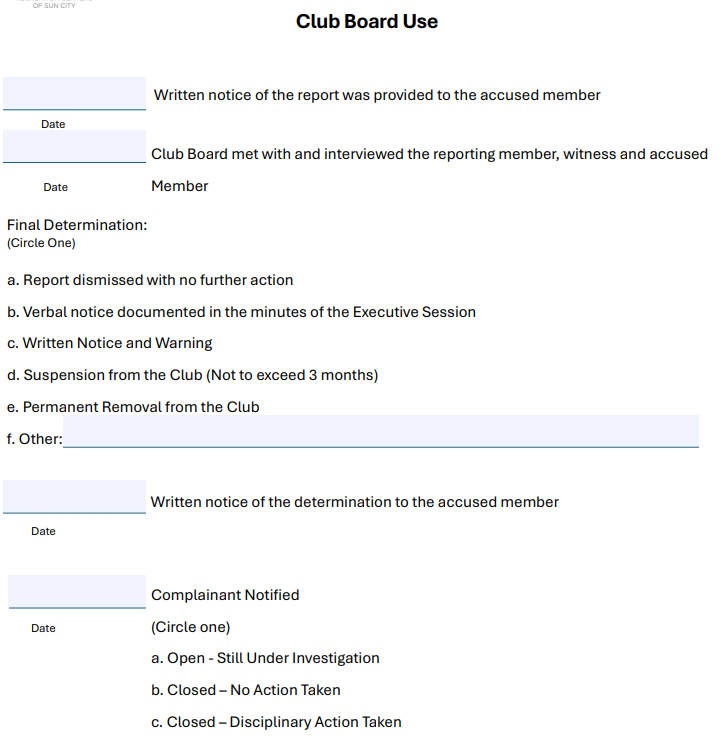 OF SUN CITY
Club Board Use
Written notice of the report was provided to the accused member
Date
Club Board met with and interviewed the reporting member, witness and accused
Date Member
Final Determination:
(Circle One)
a. Report dismissed with no further action
b. Verbal notice documented in the minutes of the Executive Session
c. Written Notice and Warning
d. Suspension from the Club (Not to exceed 3 months)
e. Permanent Removal from the Club
f. Other:
Written notice of the determination to the accused member
Date
Complainant Notified
Date (Circle one)
a. Open - Still Under Investigation
b. Closed – No Action Taken
c. Closed – Disciplinary Action Taken